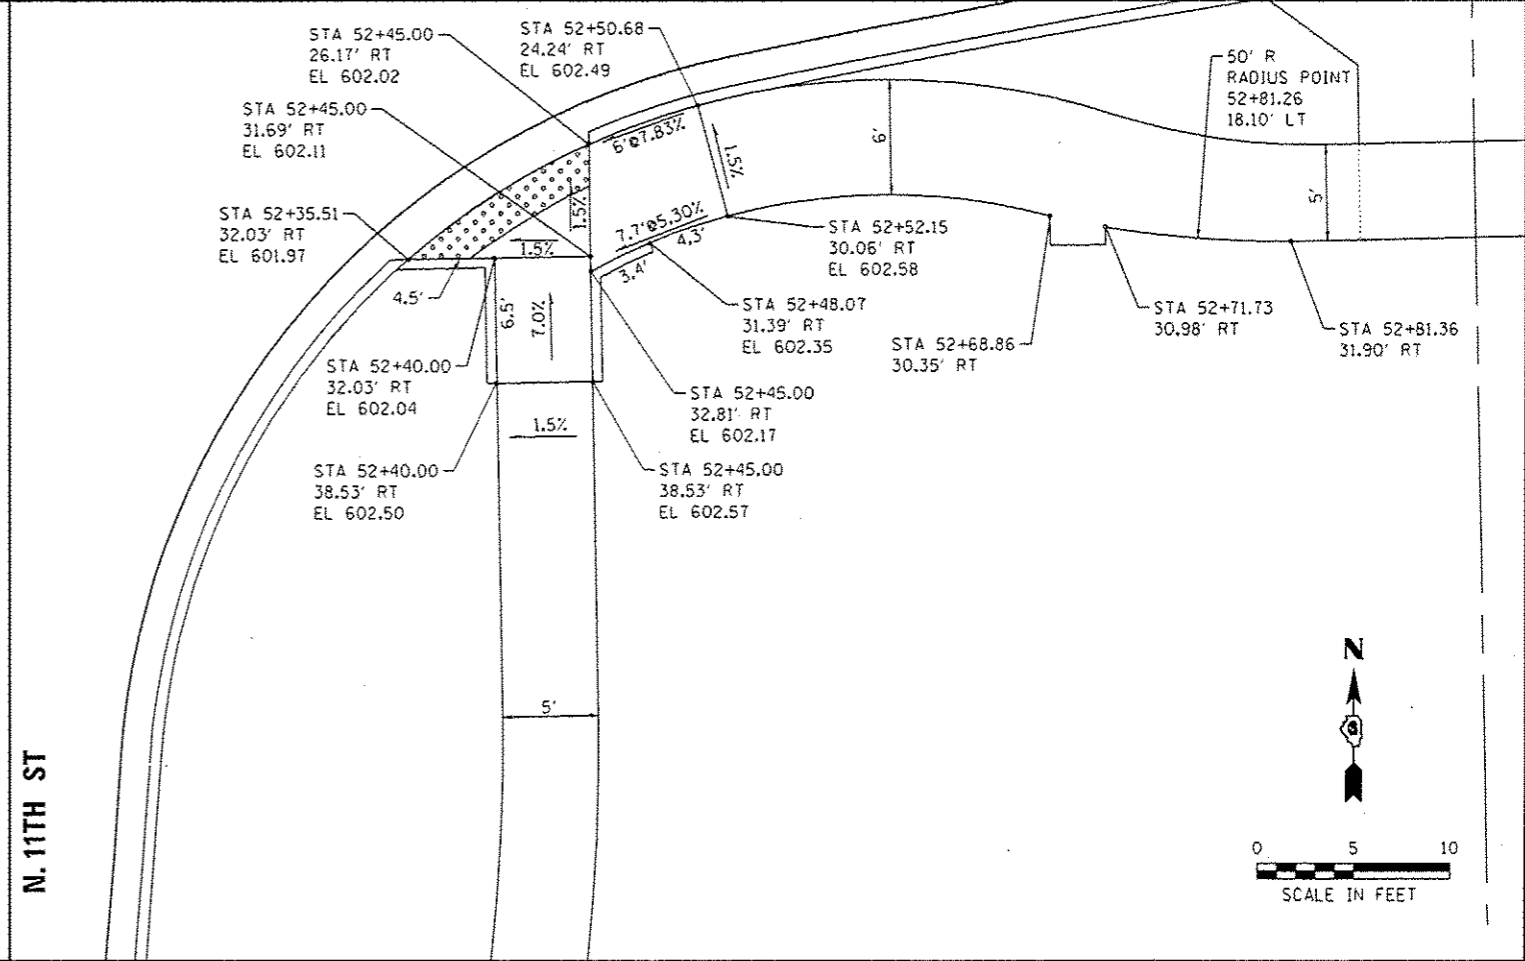 STA 52+45.00
26.17' RT
EL 602.02
STA 52+50.68
24.24' RT
EL 602.49
50' R
RADIUS POINT
52+81.26
18.10' LT
STA 52+45.00
31.69' RT
EL 602.11
6'@7.83%
1.5%
6'
5'
STA 52+35.51
32.03' RT
EL 601.97
1.5%
1.5%
7.7'@5.30%
4.3'
3.4'
STA 52+52.15
30.06' RT
EL 602.58
4.5'
6.5'
7.0%
STA 52+48.07
31.39' RT
EL 602.35
STA 52+68.86
30.35' RT
STA 52+71.73
30.98' RT
STA 52+81.36
31.90' RT
STA 52+40.00
32.03' RT
EL 602.04
STA 52+45.00
32.81' RT
EL 602.17
1.5%
STA 52+40.00
38.53' RT
EL 602.50
STA 52+45.00
38.53' RT
EL 602.57
5'
N. 11TH ST
N
0 5 10
SCALE IN FEET